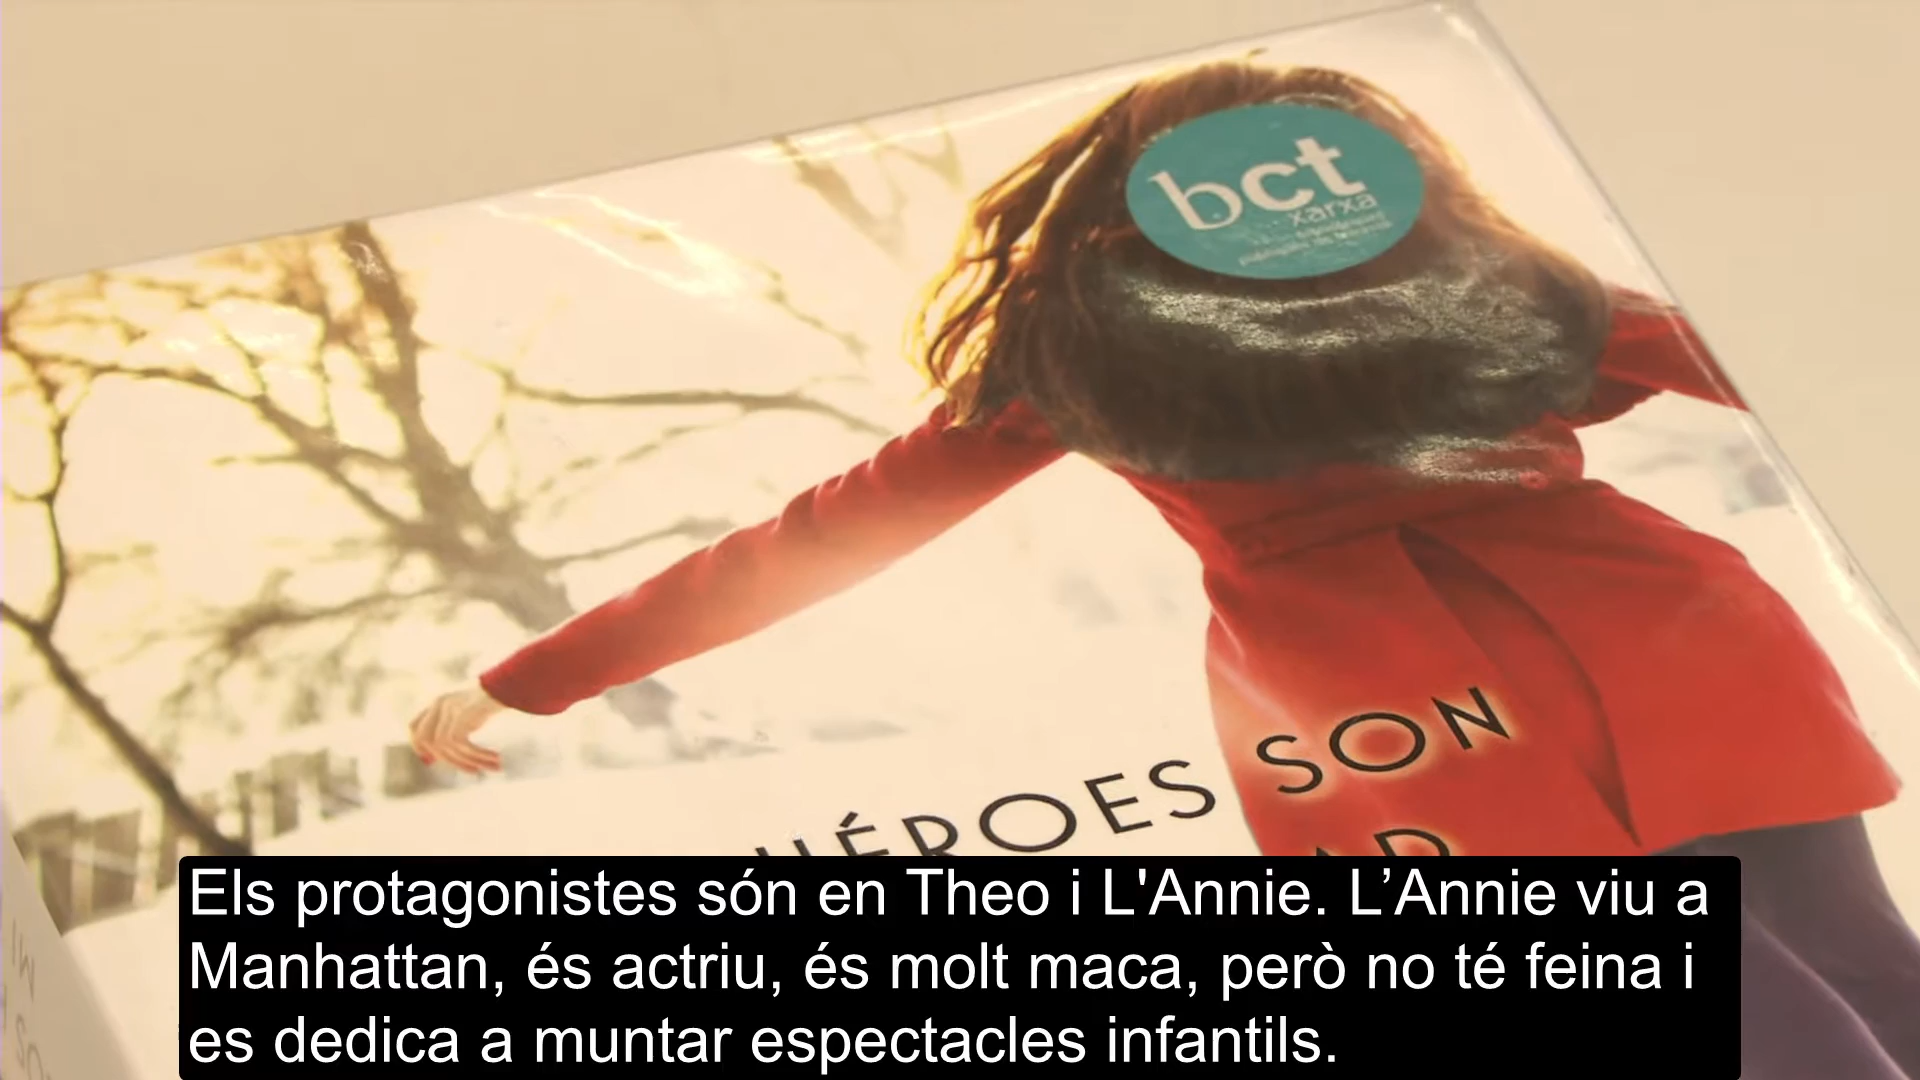 bct
xarxa
HÉROES SON
Els protagonistes són en Theo i L'Annie. L’Annie viu a
Manhattan, és actriu, és molt maca, però no té feina i
es dedica a muntar espectacles infantils.